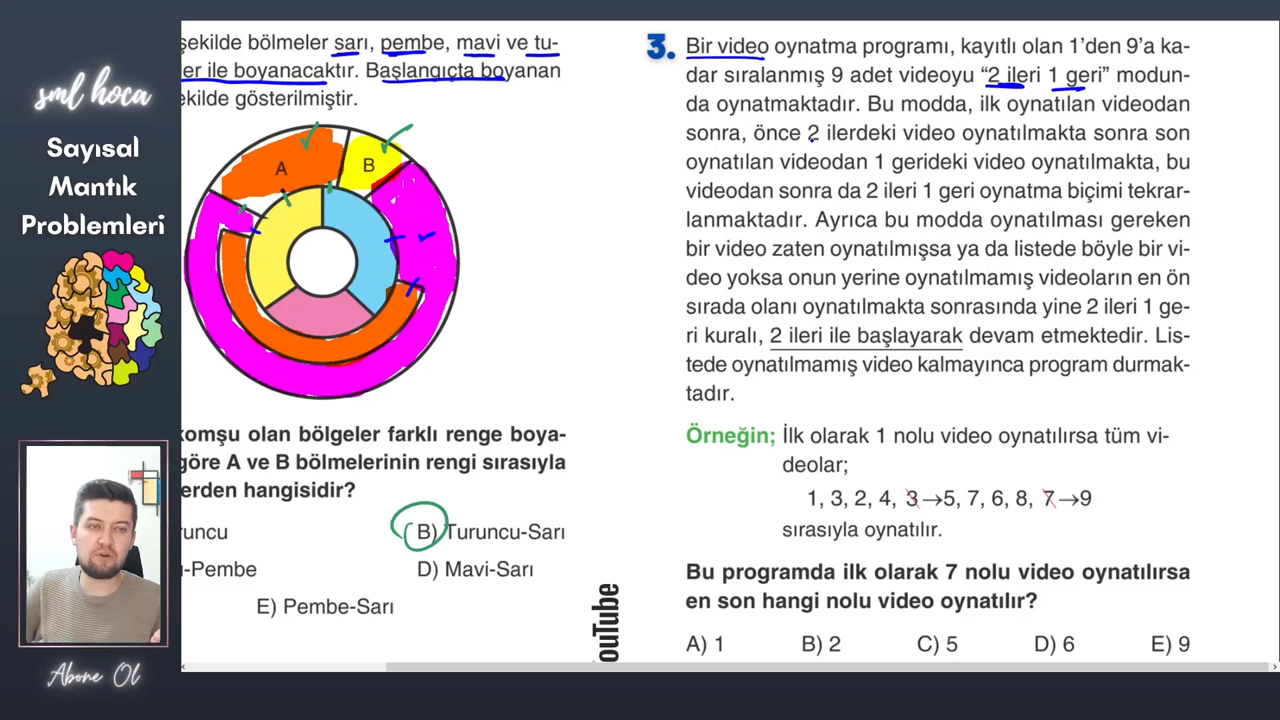 sml hoca
Sayısal
Mantık
Problemleri
Abone Ol
şekilde bölmeler sarı, pembe, mavi ve tu-
er ile boyanacaktır. Başlangıçta boyanan
ekilde gösterilmiştir.
A
B
komşu olan bölgeler farklı renge boya-
göre A ve B bölmelerinin rengi sırasıyla
erden hangisidir?
runcu
B) Turuncu-Sarı
-Pembe
D) Mavi-Sarı
E) Pembe-Sarı
ouTube
3. Bir video oynatma programı, kayıtlı olan 1’den 9’a ka-
dar sıralanmış 9 adet videoyu “2 ileri 1 geri” modun-
da oynatmaktadır. Bu modda, ilk oynatılan videodan
sonra, önce 2 ilerdeki video oynatılmakta sonra son
oynatılan videodan 1 gerideki video oynatılmakta, bu
videodan sonra da 2 ileri 1 geri oynatma biçimi tekrar-
lanmaktadır. Ayrıca bu modda oynatılması gereken
bir video zaten oynatılmışsa ya da listede böyle bir vi-
deo yoksa onun yerine oynatılmamış videoların en ön
sırada olanı oynatılmakta sonrasında yine 2 ileri 1 ge-
ri kuralı, 2 ileri ile başlayarak devam etmektedir. Lis-
tede oynatılmamış video kalmayınca program durmak-
tadır.
Örneğin; İlk olarak 1 nolu video oynatılırsa tüm vi-
deolar;
1, 3, 2, 4, 3→5, 7, 6, 8, 7→9
sırasıyla oynatılır.
Bu programda ilk olarak 7 nolu video oynatılırsa
en son hangi nolu video oynatılır?
A) 1 B) 2 C) 5 D) 6 E) 9